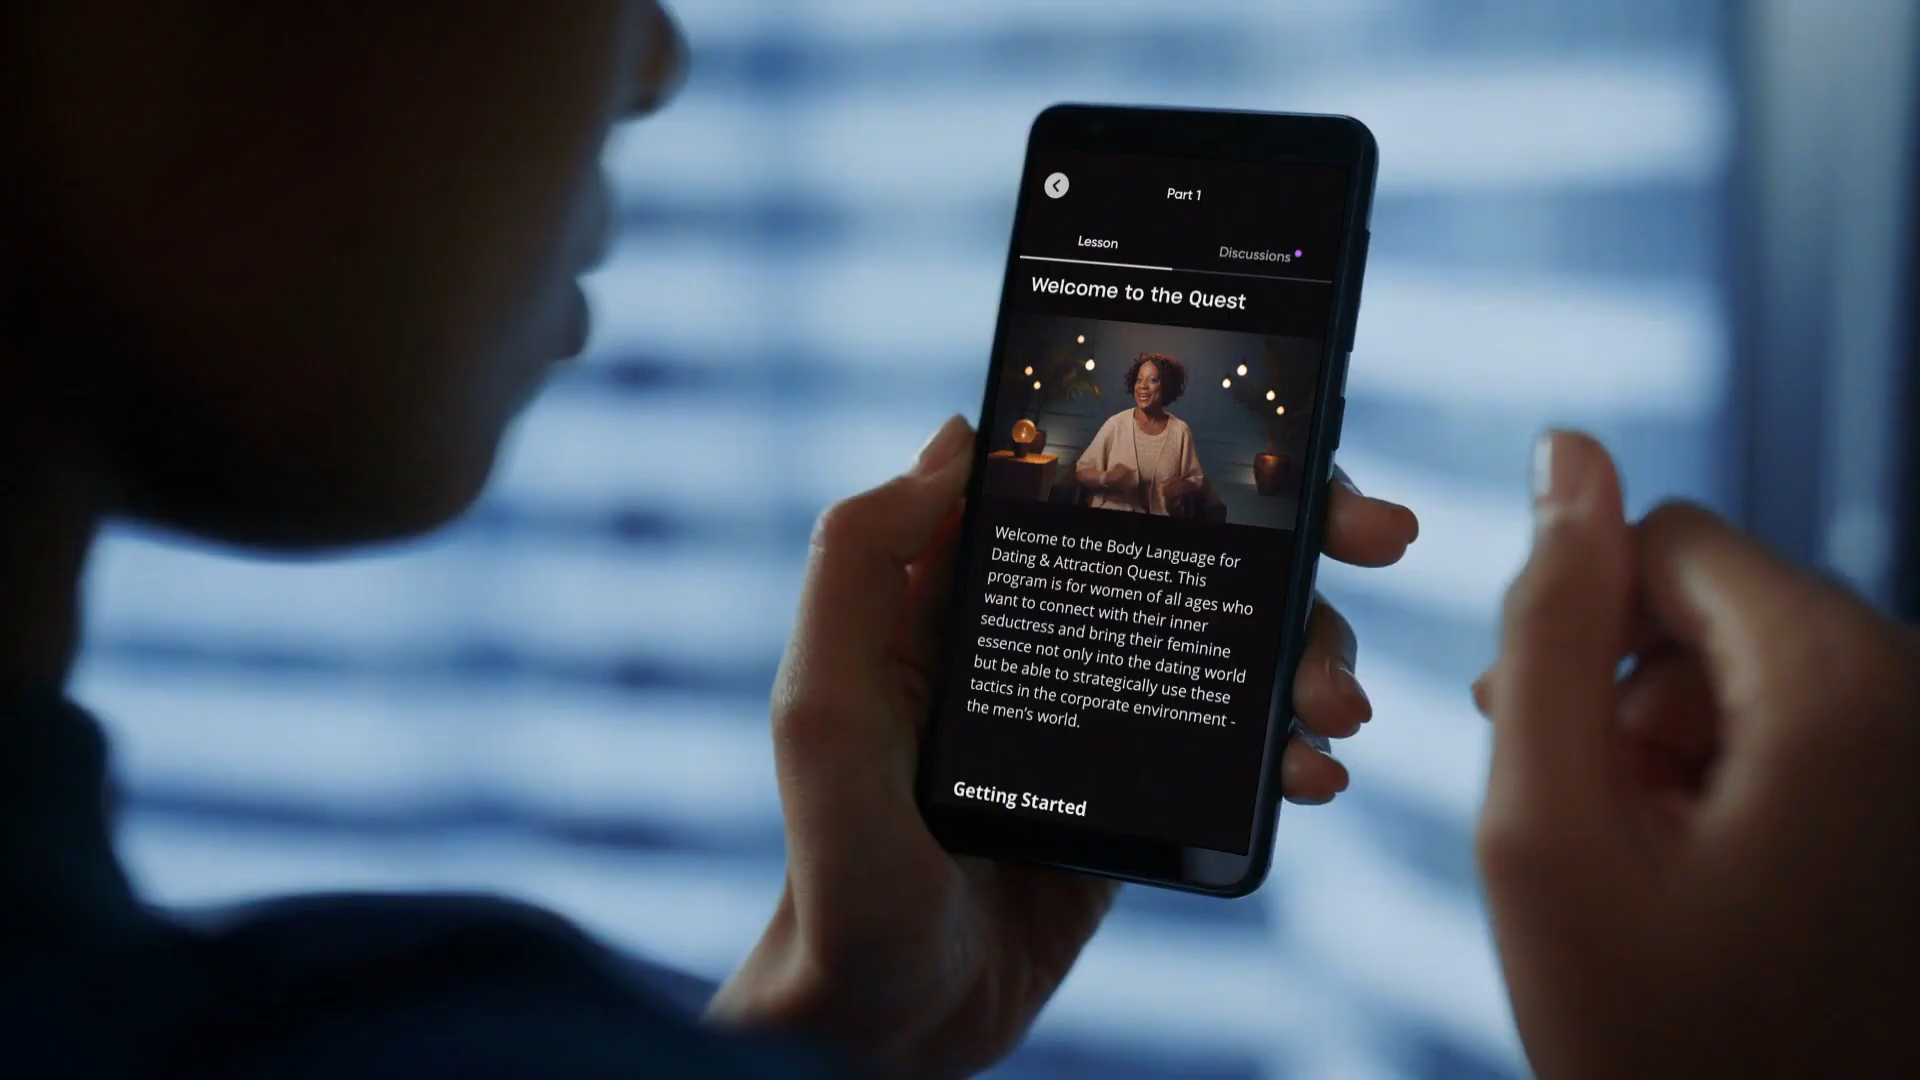 Part 1
Lesson
Discussions
Welcome to the Quest
Welcome to the Body Language for
Dating & Attraction Quest. This
program is for women of all ages who
want to connect with their inner
seductress and bring their feminine
essence not only into the dating world
but be able to strategically use these
tactics in the corporate environment -
the men's world.
Getting Started